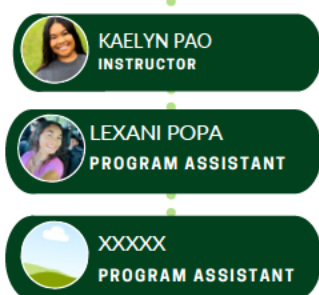 KAELYN PAO
INSTRUCTOR
LEXANI POPA
PROGRAM ASSISTANT
XXXXX
PROGRAM ASSISTANT